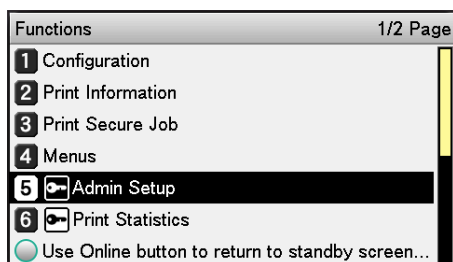 Functions 1/2 Page
1 Configuration
2 Print Information
3 Print Secure Job
4 Menus
5 Admin Setup
6 Print Statistics
Use Online button to return to standby screen...